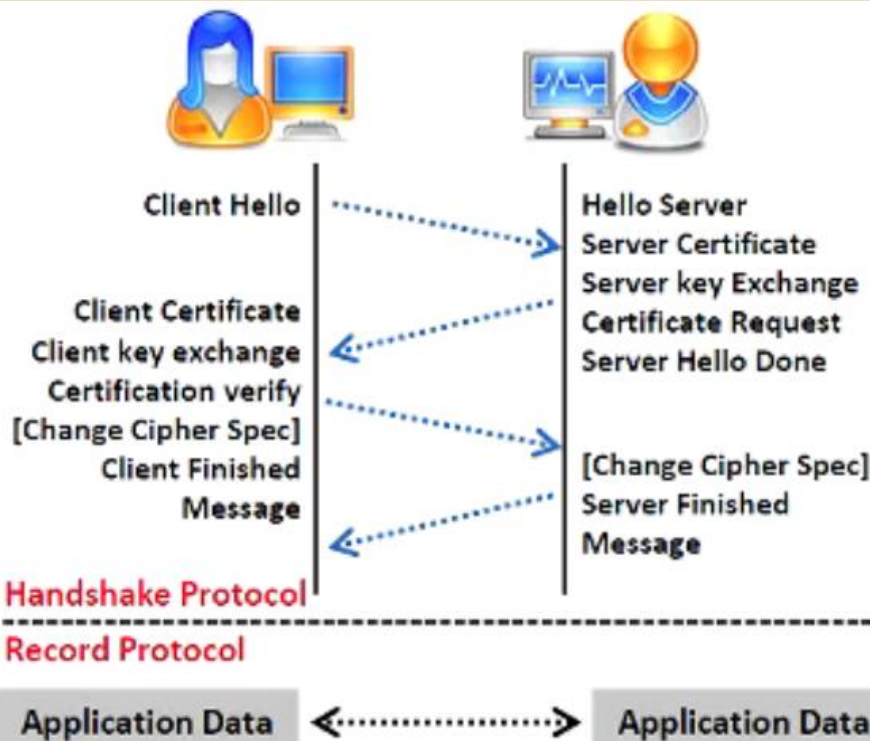 Client Hello
Hello Server
Server Certificate
Server key Exchange
Certificate Request
Server Hello Done
Client Certificate
Client key exchange
Certification verify
[Change Cipher Spec]
Client Finished
Message
[Change Cipher Spec]
Server Finished
Message
Handshake Protocol
Record Protocol
Application Data
Application Data